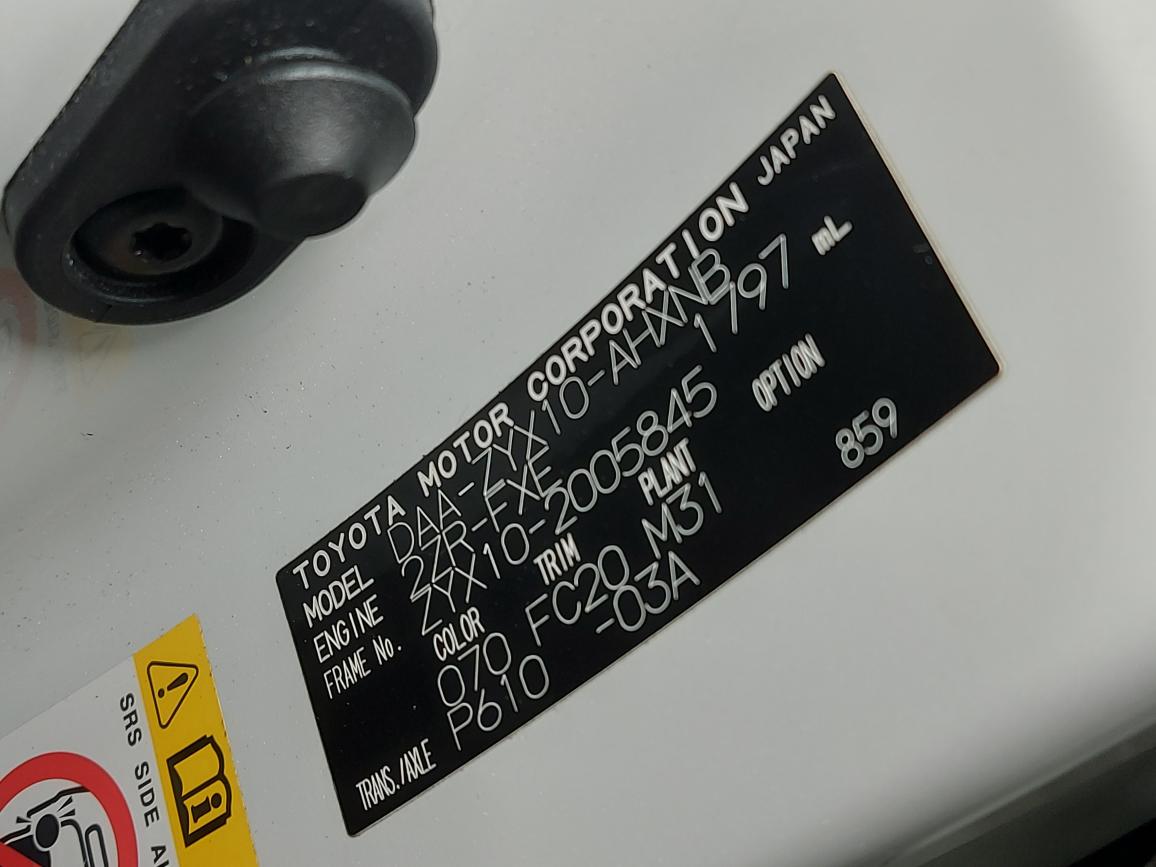 TOYOTA MOTOR CORPORATION JAPAN
MODEL DAA-ZYX10-AHXNB
ENGINE 2ZR-FXE 1797 mL
FRAME No. ZYX10-2005845
COLOR TRIM PLANT OPTION
070 FC20 M31 859
TRANS./AXLE P610 -03A
SRS SIDE